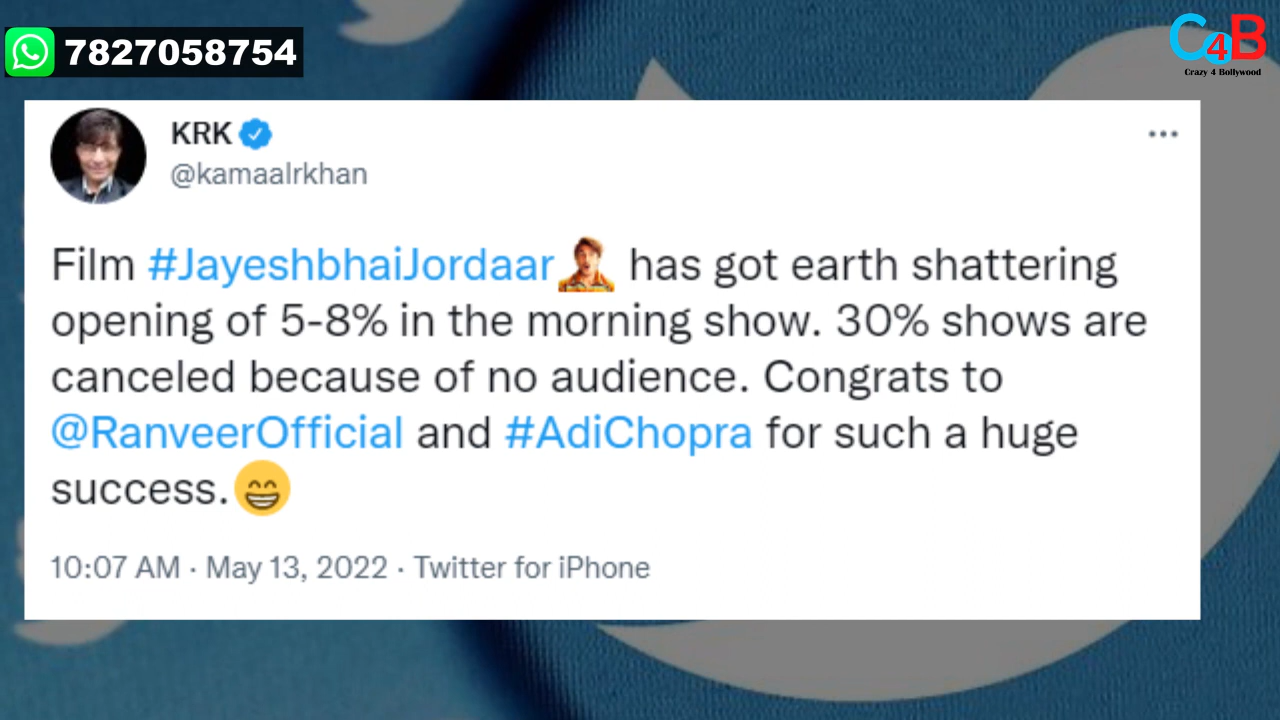 7827058754
C4B
Crazy 4 Bollywood
KRK
@kamaalrkhan
Film #JayeshbhaiJordaar has got earth shattering
opening of 5-8% in the morning show. 30% shows are
canceled because of no audience. Congrats to
@RanveerOfficial and #AdiChopra for such a huge
success.😁
10:07 AM · May 13, 2022 · Twitter for iPhone